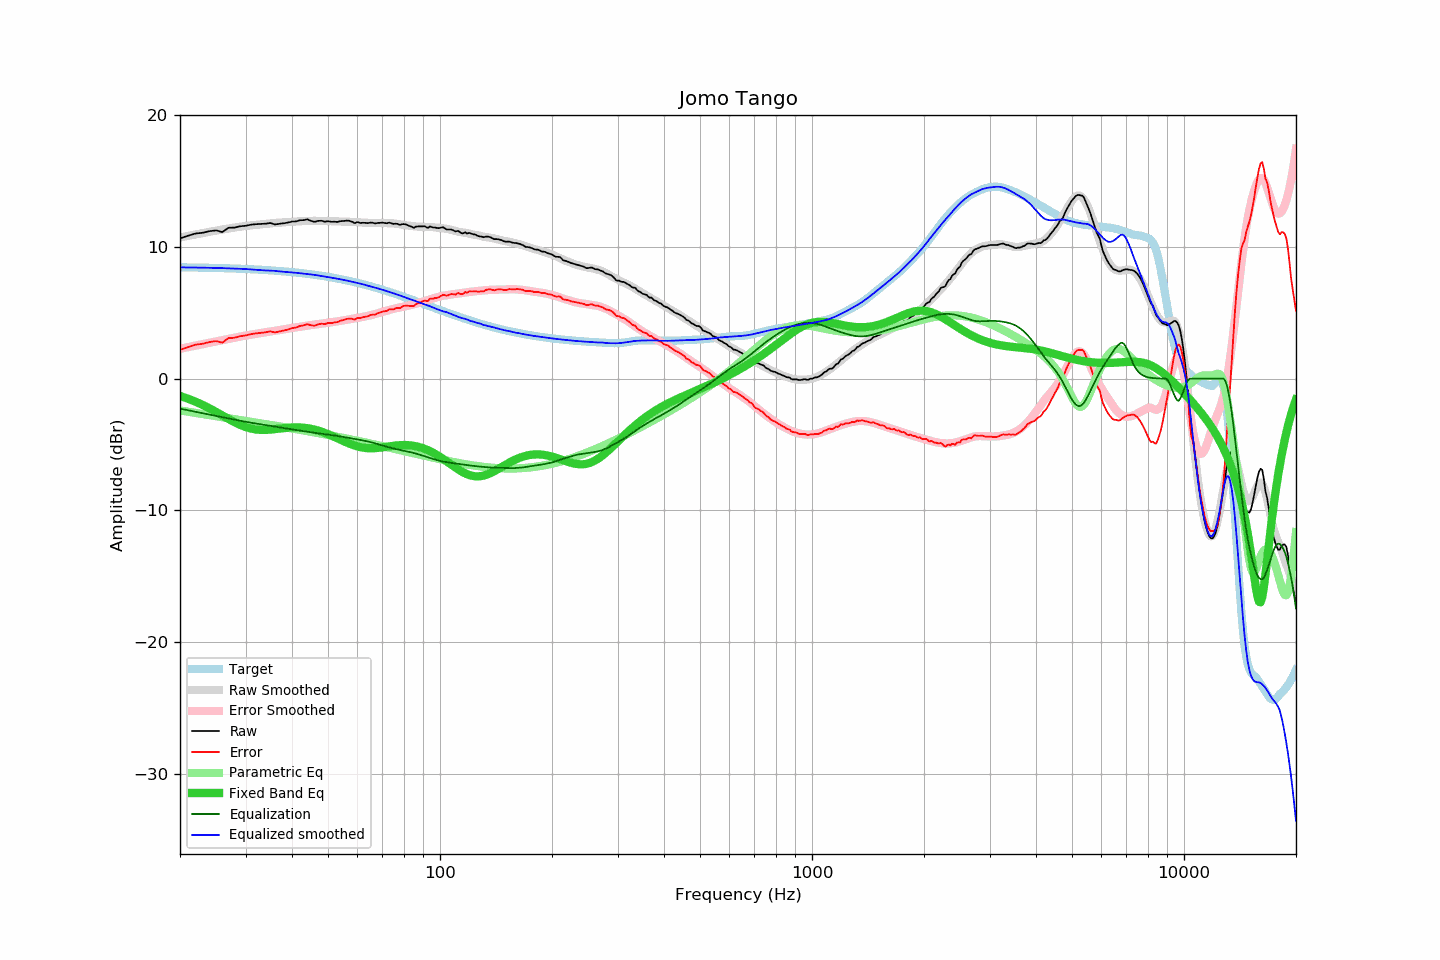 Jomo Tango
20
10
0
−10
−20
−30
Amplitude (dBr)
Target
Raw Smoothed
Error Smoothed
Raw
Error
Parametric Eq
Fixed Band Eq
Equalization
Equalized smoothed
100
1000
10000
Frequency (Hz)